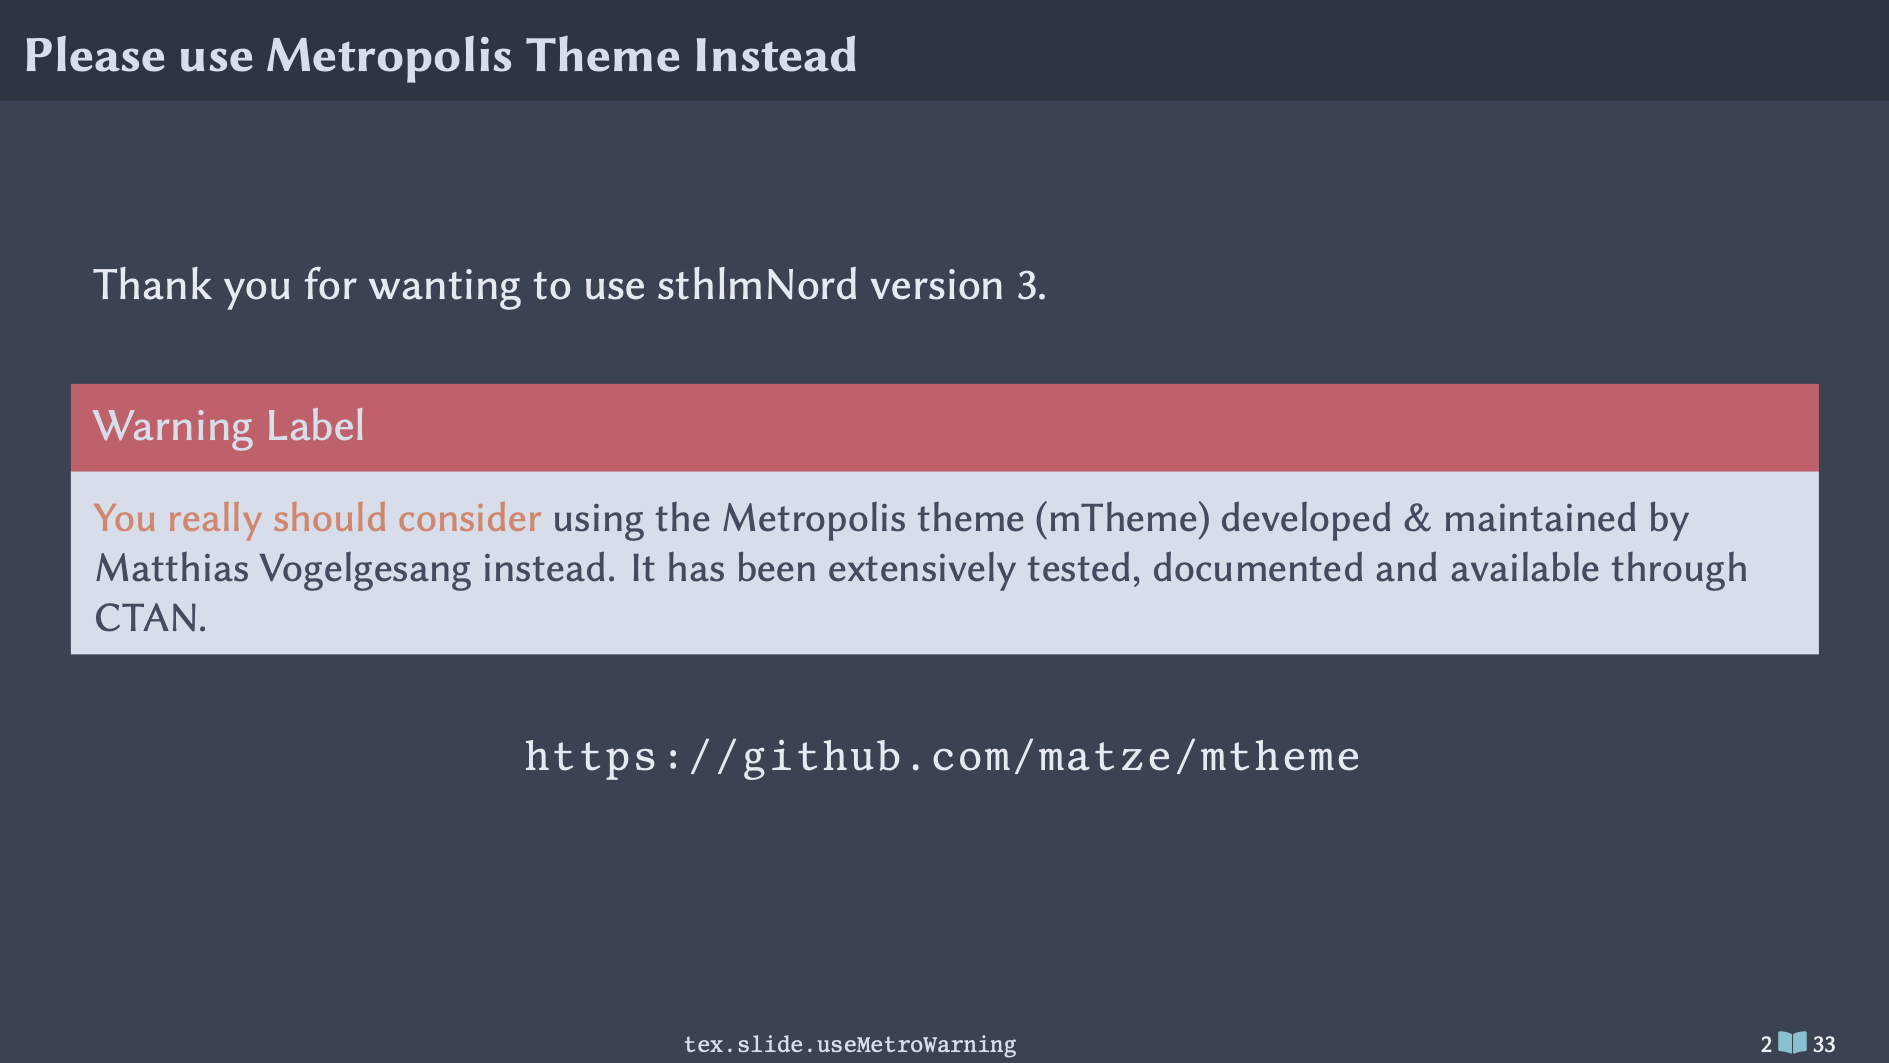 Please use Metropolis Theme Instead
Thank you for wanting to use sthlmNord version 3.
Warning Label
You really should consider using the Metropolis theme (mTheme) developed & maintained by
Matthias Vogelgesang instead. It has been extensively tested, documented and available through
CTAN.
https://github.com/matze/mtheme
tex.slide.useMetroWarning
2 33